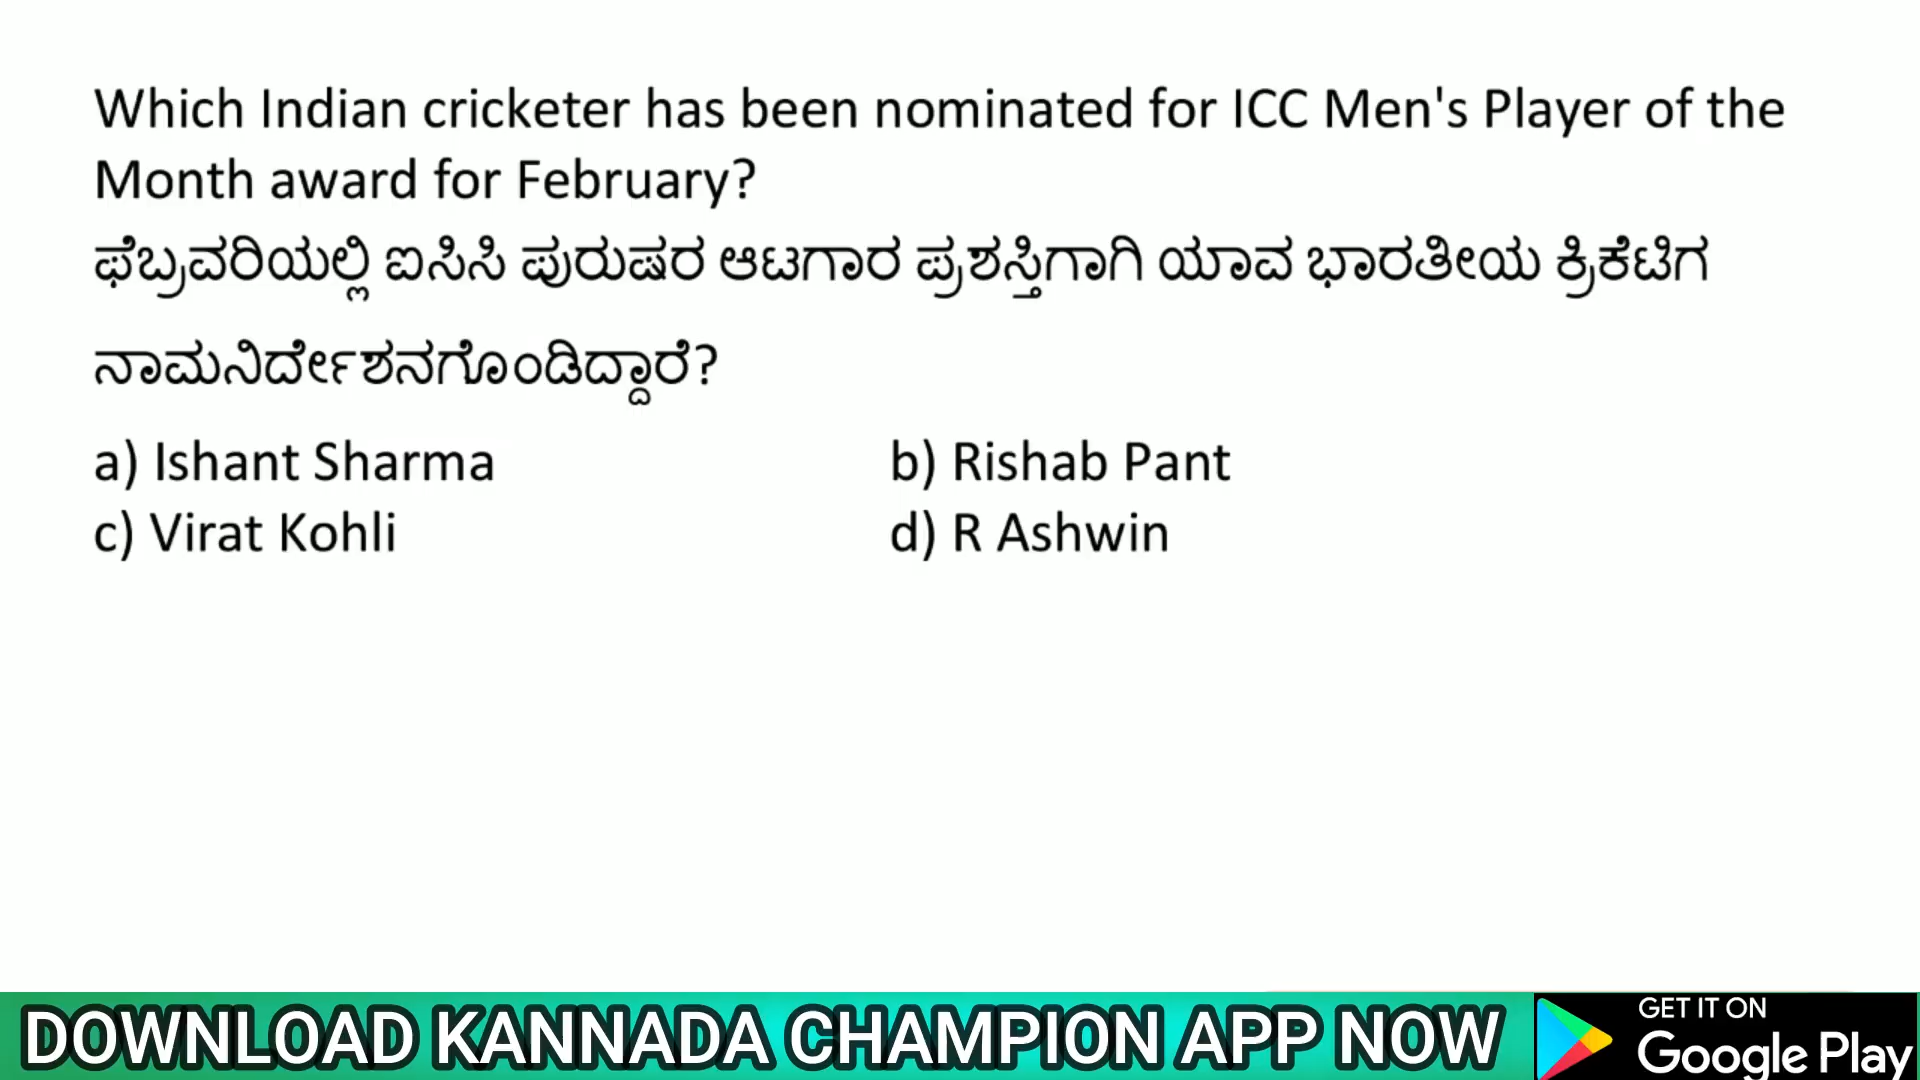 Which Indian cricketer has been nominated for ICC Men's Player of the
Month award for February?
ಫೆಬ್ರವರಿಯಲ್ಲಿ ಐಸಿಸಿ ಪುರುಷರ ಆಟಗಾರ ಪ್ರಶಸ್ತಿಗಾಗಿ ಯಾವ ಭಾರತೀಯ ಕ್ರಿಕೆಟಿಗ
ನಾಮನಿರ್ದೇಶನಗೊಂಡಿದ್ದಾರೆ?
a) Ishant Sharma b) Rishab Pant
c) Virat Kohli d) R Ashwin
DOWNLOAD KANNADA CHAMPION APP NOW
GET IT ON
Google Play